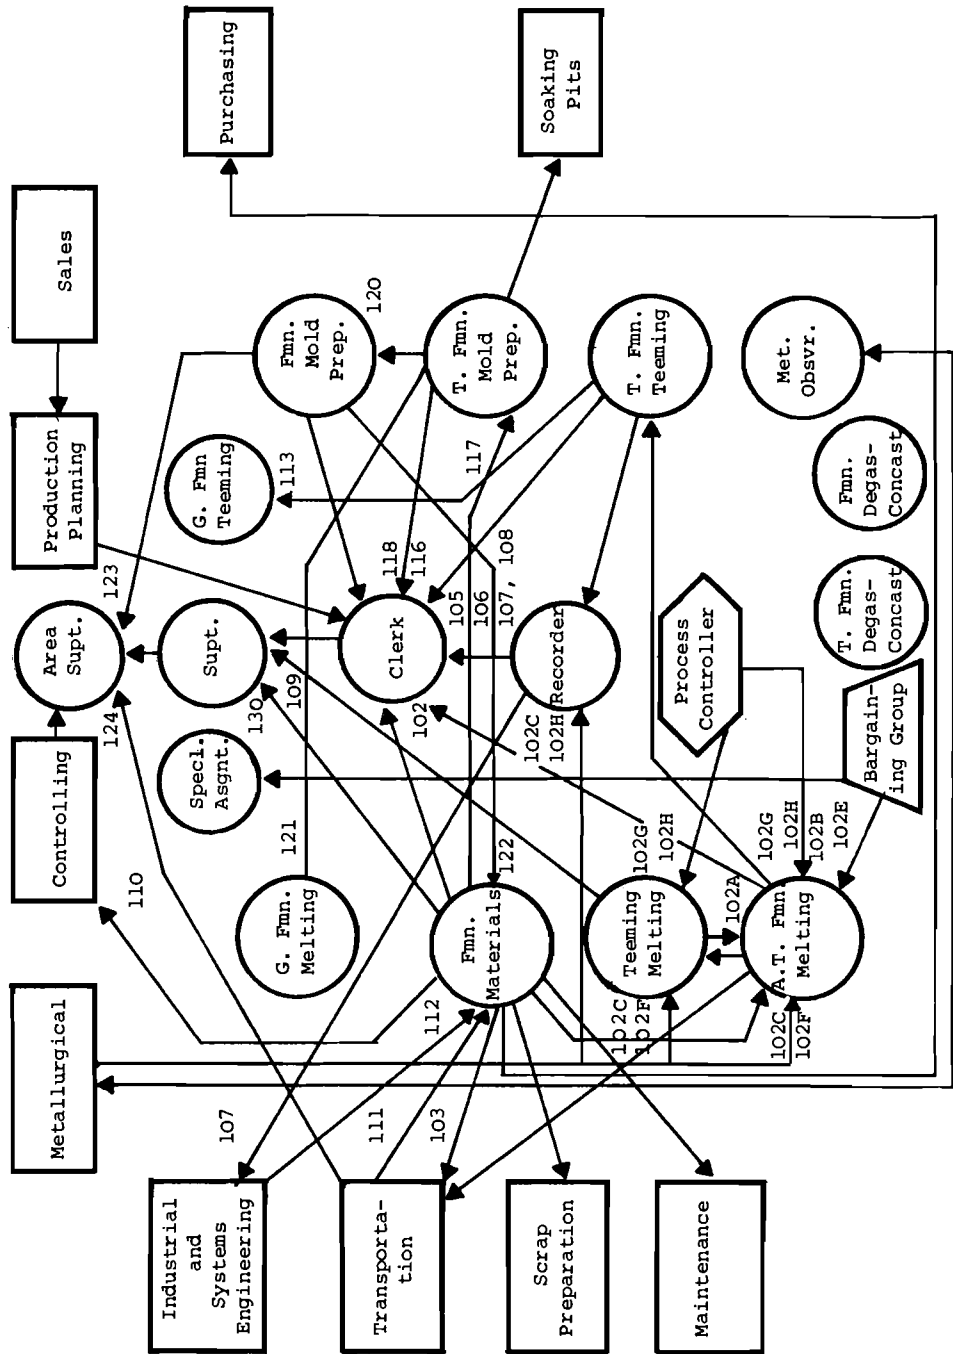 Metallurgical
Controlling
Production
Planning
Sales
Purchasing
Soaking
Pits
Industrial
and
Systems
Engineering
Transporta-
tion
Scrap
Preparation
Maintenance
Area
Supt.
Supt.
Specl.
Asgnt.
G. Fmn.
Melting
G. Fmn
Teeming
Fmn.
Mold
Prep.
T. Fmn.
Mold
Prep.
T. Fmn.
Teeming
Met.
Obsvr.
Fmn.
Degas-
Concast
T. Fmn.
Degas-
Concast
Clerk
Recorder
Process
Controller
Bargain-
ing Group
Fmn.
Materials
Teeming
Melting
A.T. Fmn.
Melting
107
111
103
110
112
124
123
121
130
109
122
102
118
116
105
106
107, 108
117
113
120
102C
102H
102G
102H
102A
102C
102F
102C
102F
102G
102H
102B
102E